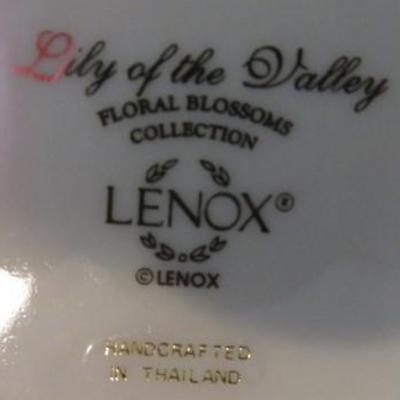 Lily of the Valley
FLORAL BLOSSOMS
COLLECTION
LENOX®
©LENOX
HANDCRAFTED
IN THAILAND